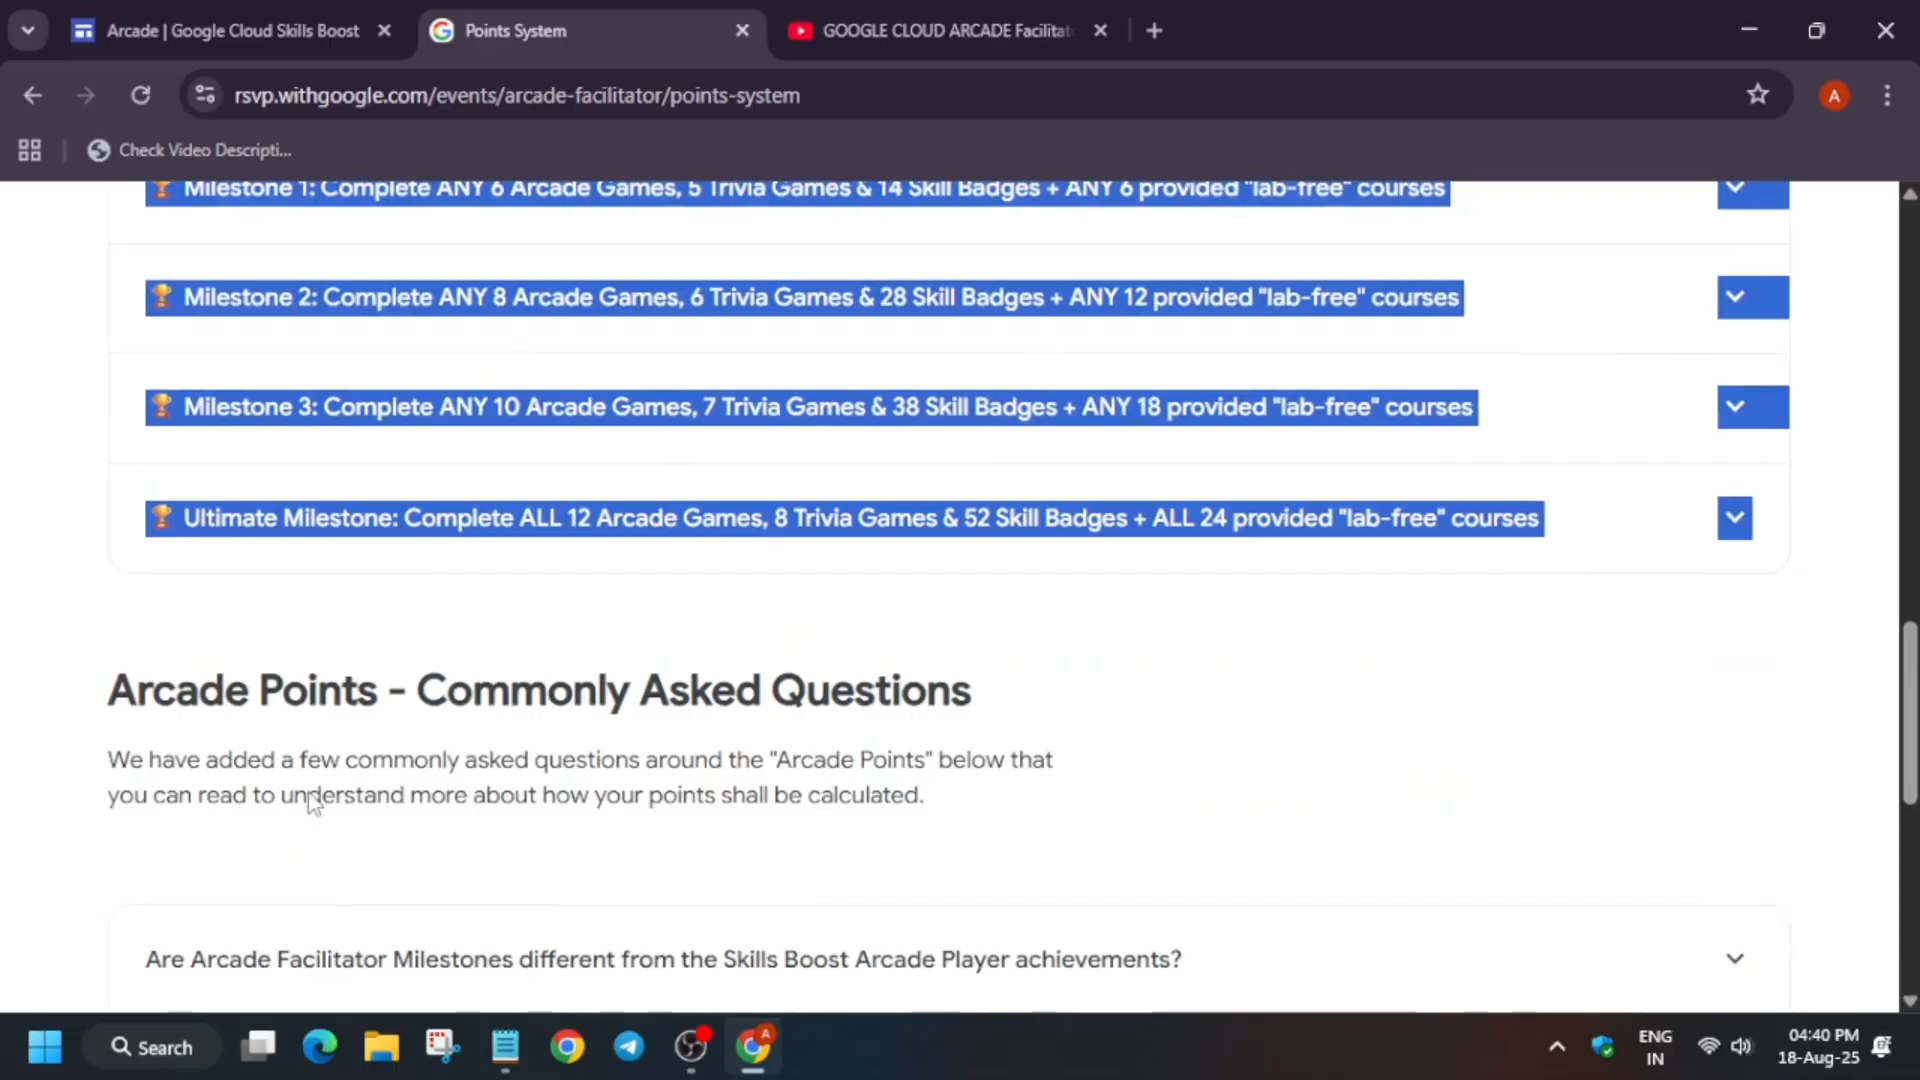 Arcade | Google Cloud Skills Boost
Points System
GOOGLE CLOUD ARCADE Facilitat
rsvp.withgoogle.com/events/arcade-facilitator/points-system
A
Check Video Descripti...
Milestone 1: Complete ANY 6 Arcade Games, 5 Trivia Games & 14 Skill Badges + ANY 6 provided "lab-free" courses
Milestone 2: Complete ANY 8 Arcade Games, 6 Trivia Games & 28 Skill Badges + ANY 12 provided "lab-free" courses
Milestone 3: Complete ANY 10 Arcade Games, 7 Trivia Games & 38 Skill Badges + ANY 18 provided "lab-free" courses
Ultimate Milestone: Complete ALL 12 Arcade Games, 8 Trivia Games & 52 Skill Badges + ALL 24 provided "lab-free" courses
Arcade Points - Commonly Asked Questions
We have added a few commonly asked questions around the "Arcade Points" below that
you can read to understand more about how your points shall be calculated.
Are Arcade Facilitator Milestones different from the Skills Boost Arcade Player achievements?
Search
A
ENG
IN
04:40 PM
18-Aug-25